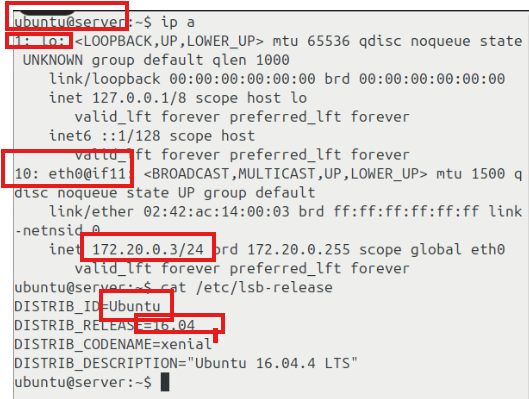 ubuntu@server:~$ ip a
1: lo: <LOOPBACK,UP,LOWER_UP> mtu 65536 qdisc noqueue state
UNKNOWN group default qlen 1000
link/loopback 00:00:00:00:00:00 brd 00:00:00:00:00:00
inet 127.0.0.1/8 scope host lo
valid_lft forever preferred_lft forever
inet6 ::1/128 scope host
valid_lft forever preferred_lft forever
10: eth0@if11: <BROADCAST,MULTICAST,UP,LOWER_UP> mtu 1500 q
disc noqueue state UP group default
link/ether 02:42:ac:14:00:03 brd ff:ff:ff:ff:ff:ff link
-netnsid 0
inet 172.20.0.3/24 brd 172.20.0.255 scope global eth0
valid_lft forever preferred_lft forever
ubuntu@server:~$ cat /etc/lsb-release
DISTRIB_ID=Ubuntu
DISTRIB_RELEASE=16.04
DISTRIB_CODENAME=xenial
DISTRIB_DESCRIPTION="Ubuntu 16.04.4 LTS"
ubuntu@server:~$